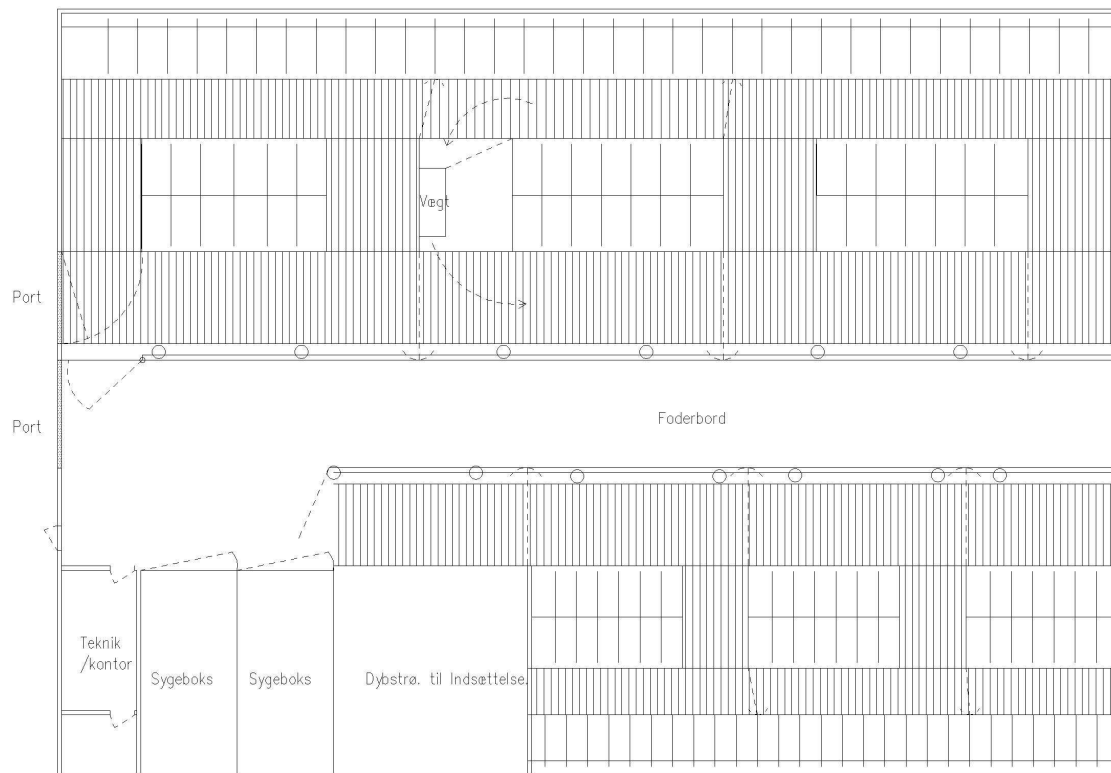 Vægt
Port
Port
Foderbord
Teknik
/kontor
Sygeboks
Sygeboks
Dybstrø. til Indsættelse.